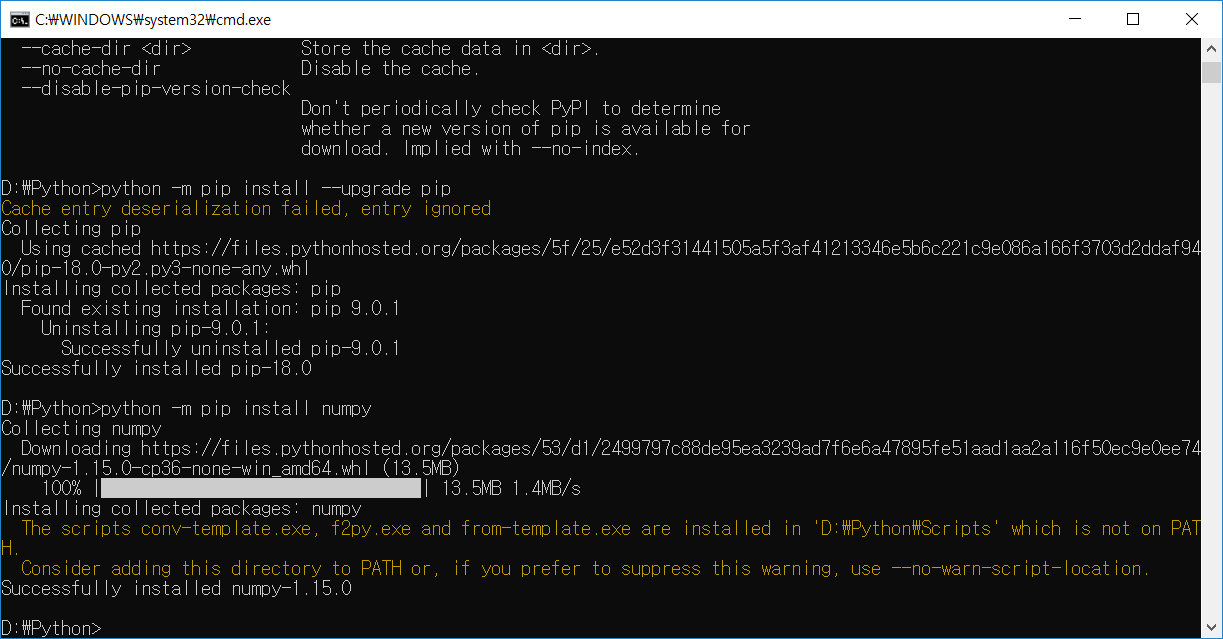 C:₩WINDOWS₩system32₩cmd.exe
--cache-dir <dir> Store the cache data in <dir>.
--no-cache-dir Disable the cache.
--disable-pip-version-check
Don't periodically check PyPI to determine
whether a new version of pip is available for
download. Implied with --no-index.
D:₩Python>python -m pip install --upgrade pip
Cache entry deserialization failed, entry ignored
Collecting pip
Using cached https://files.pythonhosted.org/packages/5f/25/e52d3f31441505a5f3af41213346e5b6c221c9e086a166f3703d2ddaf94
0/pip-18.0-py2.py3-none-any.whl
Installing collected packages: pip
Found existing installation: pip 9.0.1
Uninstalling pip-9.0.1:
Successfully uninstalled pip-9.0.1
Successfully installed pip-18.0
D:₩Python>python -m pip install numpy
Collecting numpy
Downloading https://files.pythonhosted.org/packages/53/d1/2499797c88de95ea3239ad7f6e6a47895fe51aad1aa2a116f50ec9e0ee74
/numpy-1.15.0-cp36-none-win_amd64.whl (13.5MB)
100% |████████████████████████████████| 13.5MB 1.4MB/s
Installing collected packages: numpy
The scripts conv-template.exe, f2py.exe and from-template.exe are installed in 'D:₩Python₩Scripts' which is not on PAT
H.
Consider adding this directory to PATH or, if you prefer to suppress this warning, use --no-warn-script-location.
Successfully installed numpy-1.15.0
D:₩Python>